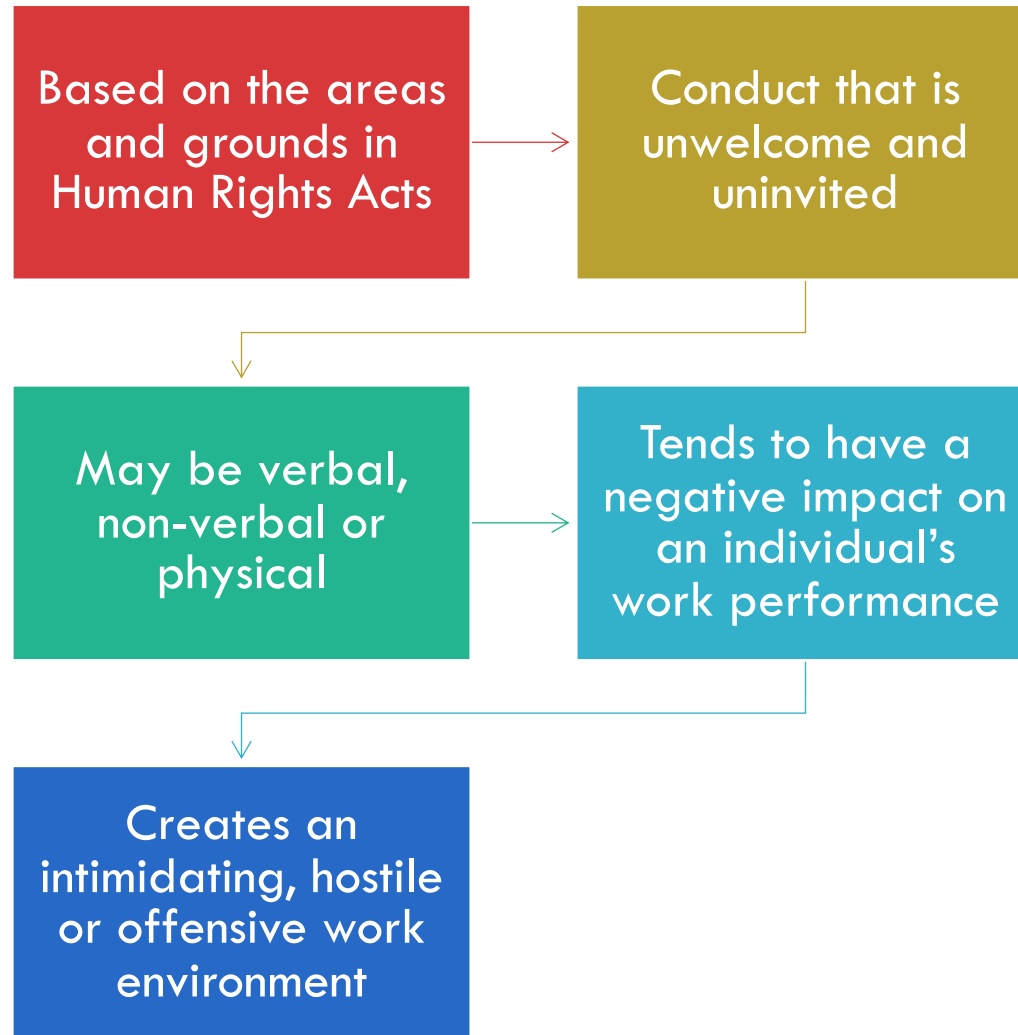 Based on the areas
and grounds in
Human Rights Acts
Conduct that is
unwelcome and
uninvited
May be verbal,
non-verbal or
physical
Tends to have a
negative impact on
an individual’s
work performance
Creates an
intimidating, hostile
or offensive work
environment